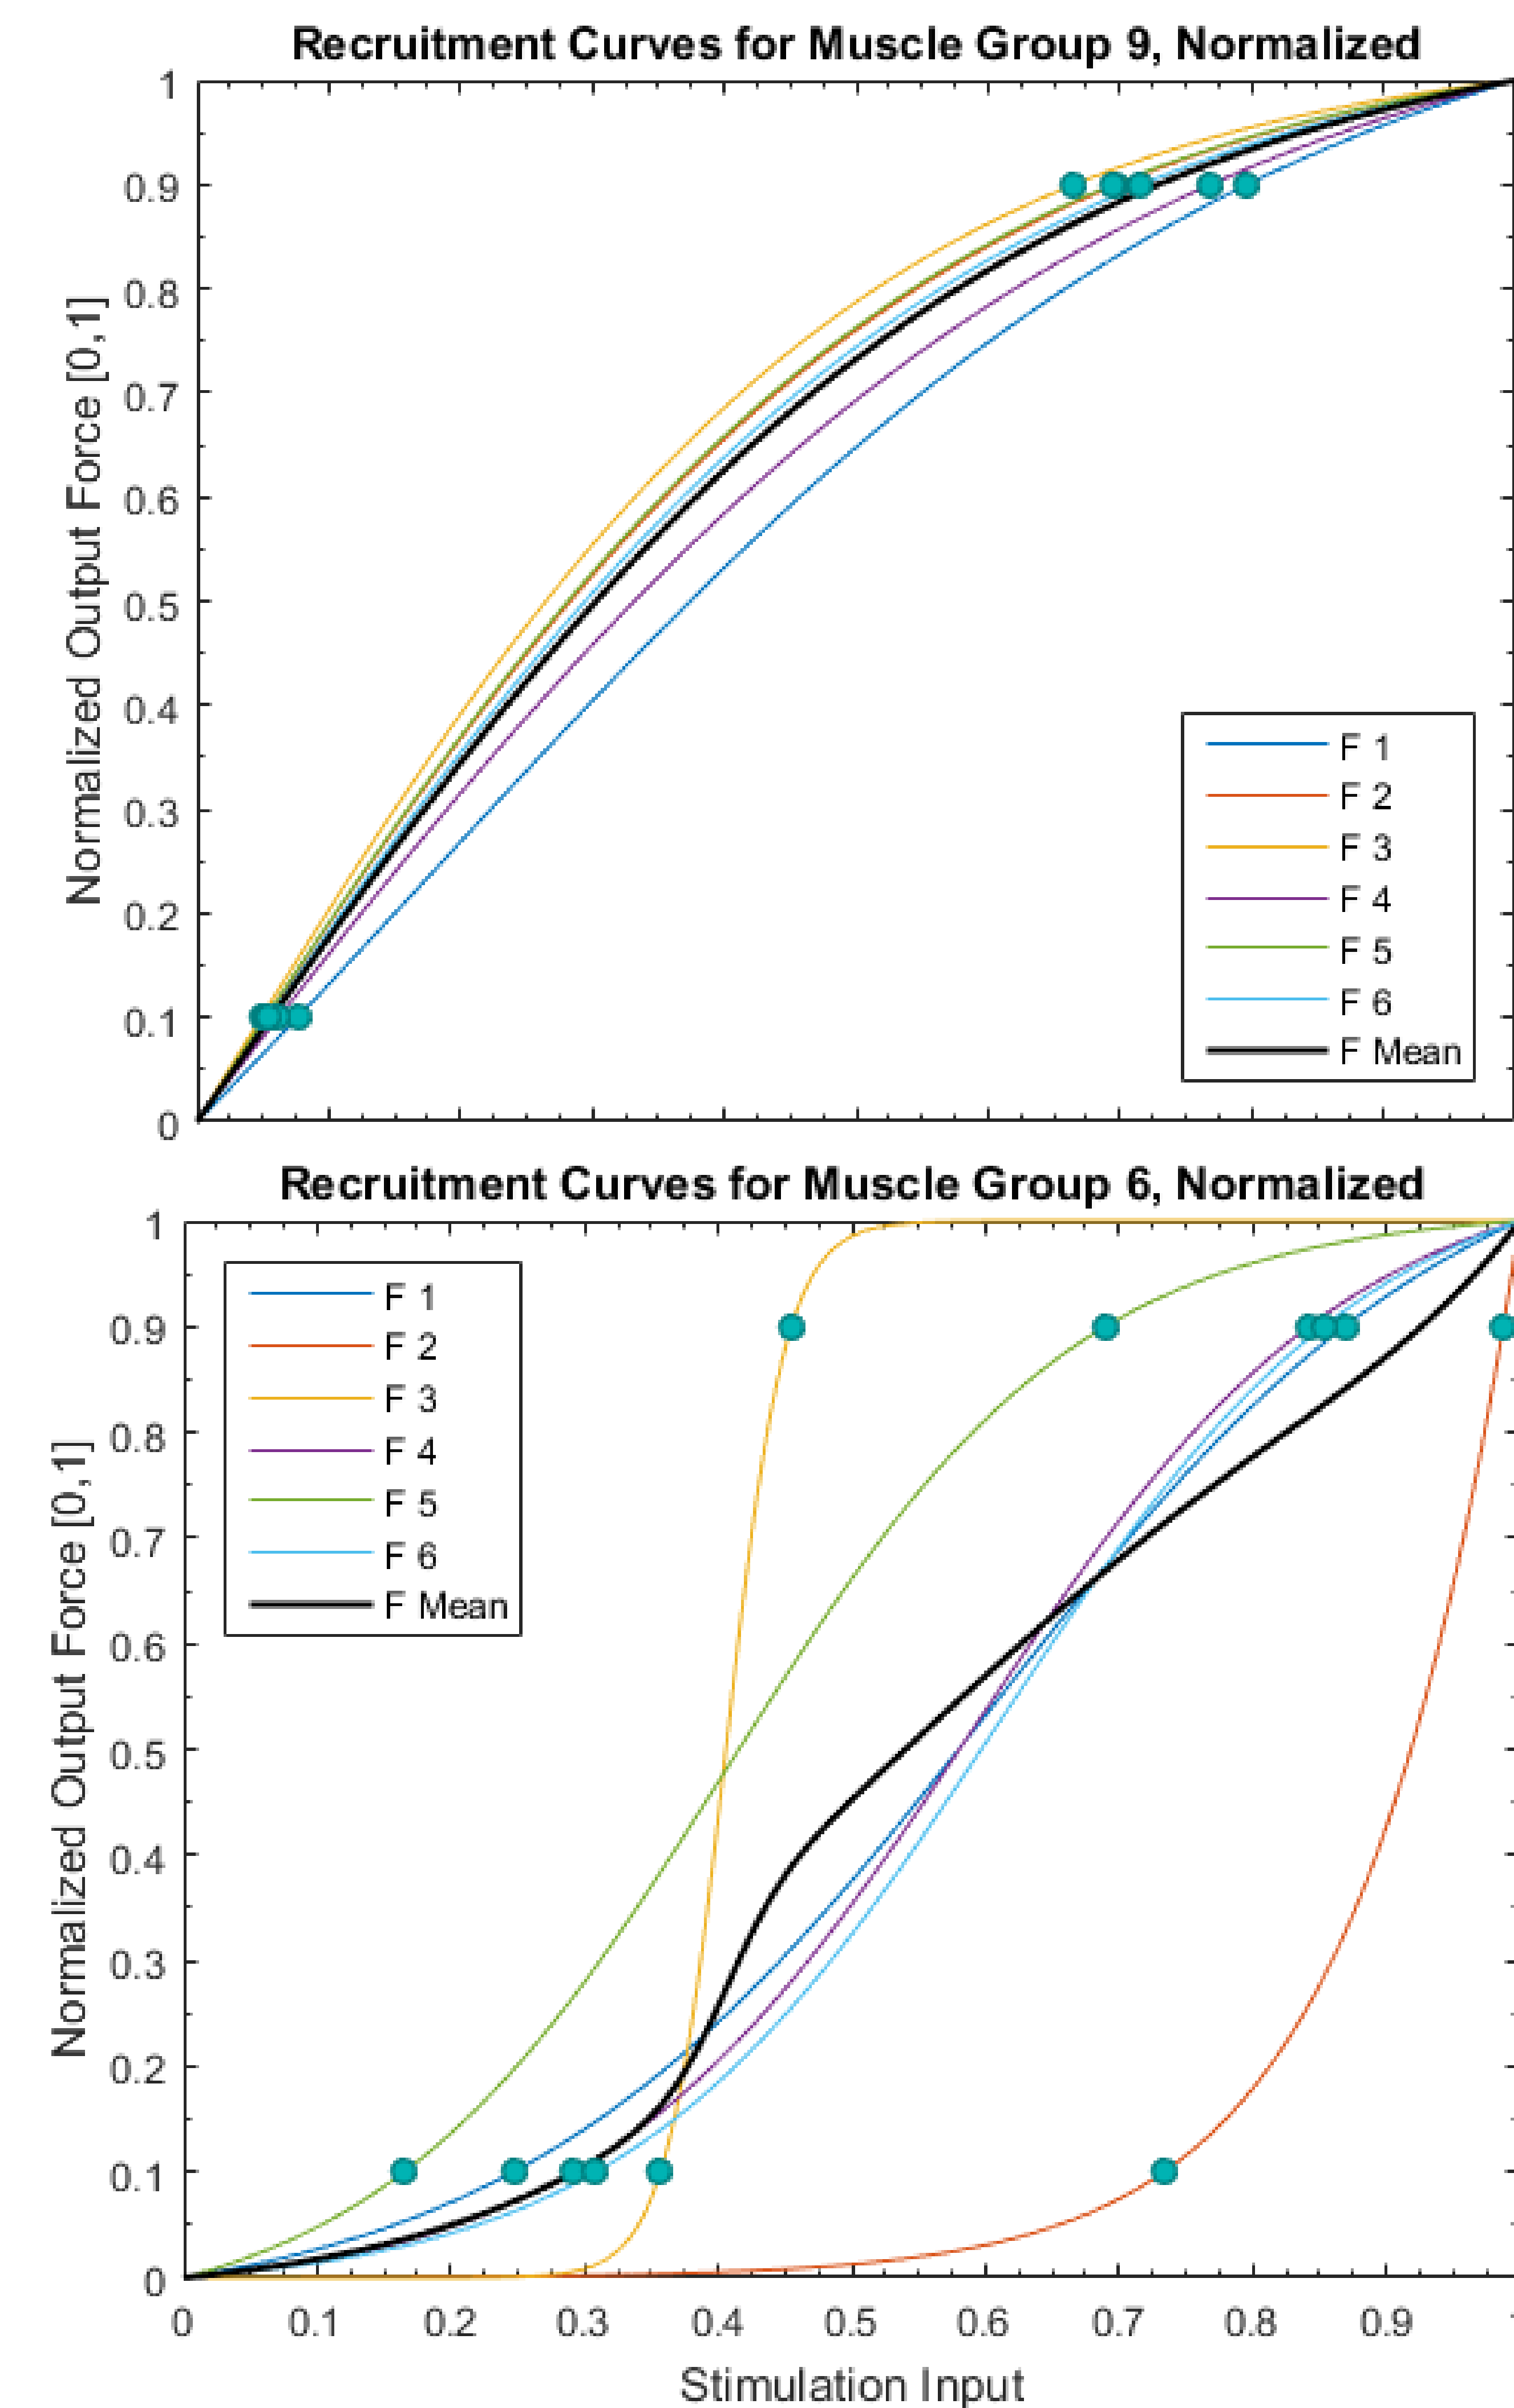 Recruitment Curves for Muscle Group 9, Normalized
1
0.9
0.8
0.7
0.6
0.5
0.4
0.3
0.2
0.1
0
Normalized Output Force [0,1]
F 1
F 2
F 3
F 4
F 5
F 6
F Mean
Recruitment Curves for Muscle Group 6, Normalized
1
0.9
0.8
0.7
0.6
0.5
0.4
0.3
0.2
0.1
0
Normalized Output Force [0,1]
F 1
F 2
F 3
F 4
F 5
F 6
F Mean
0 0.1 0.2 0.3 0.4 0.5 0.6 0.7 0.8 0.9
Stimulation Input